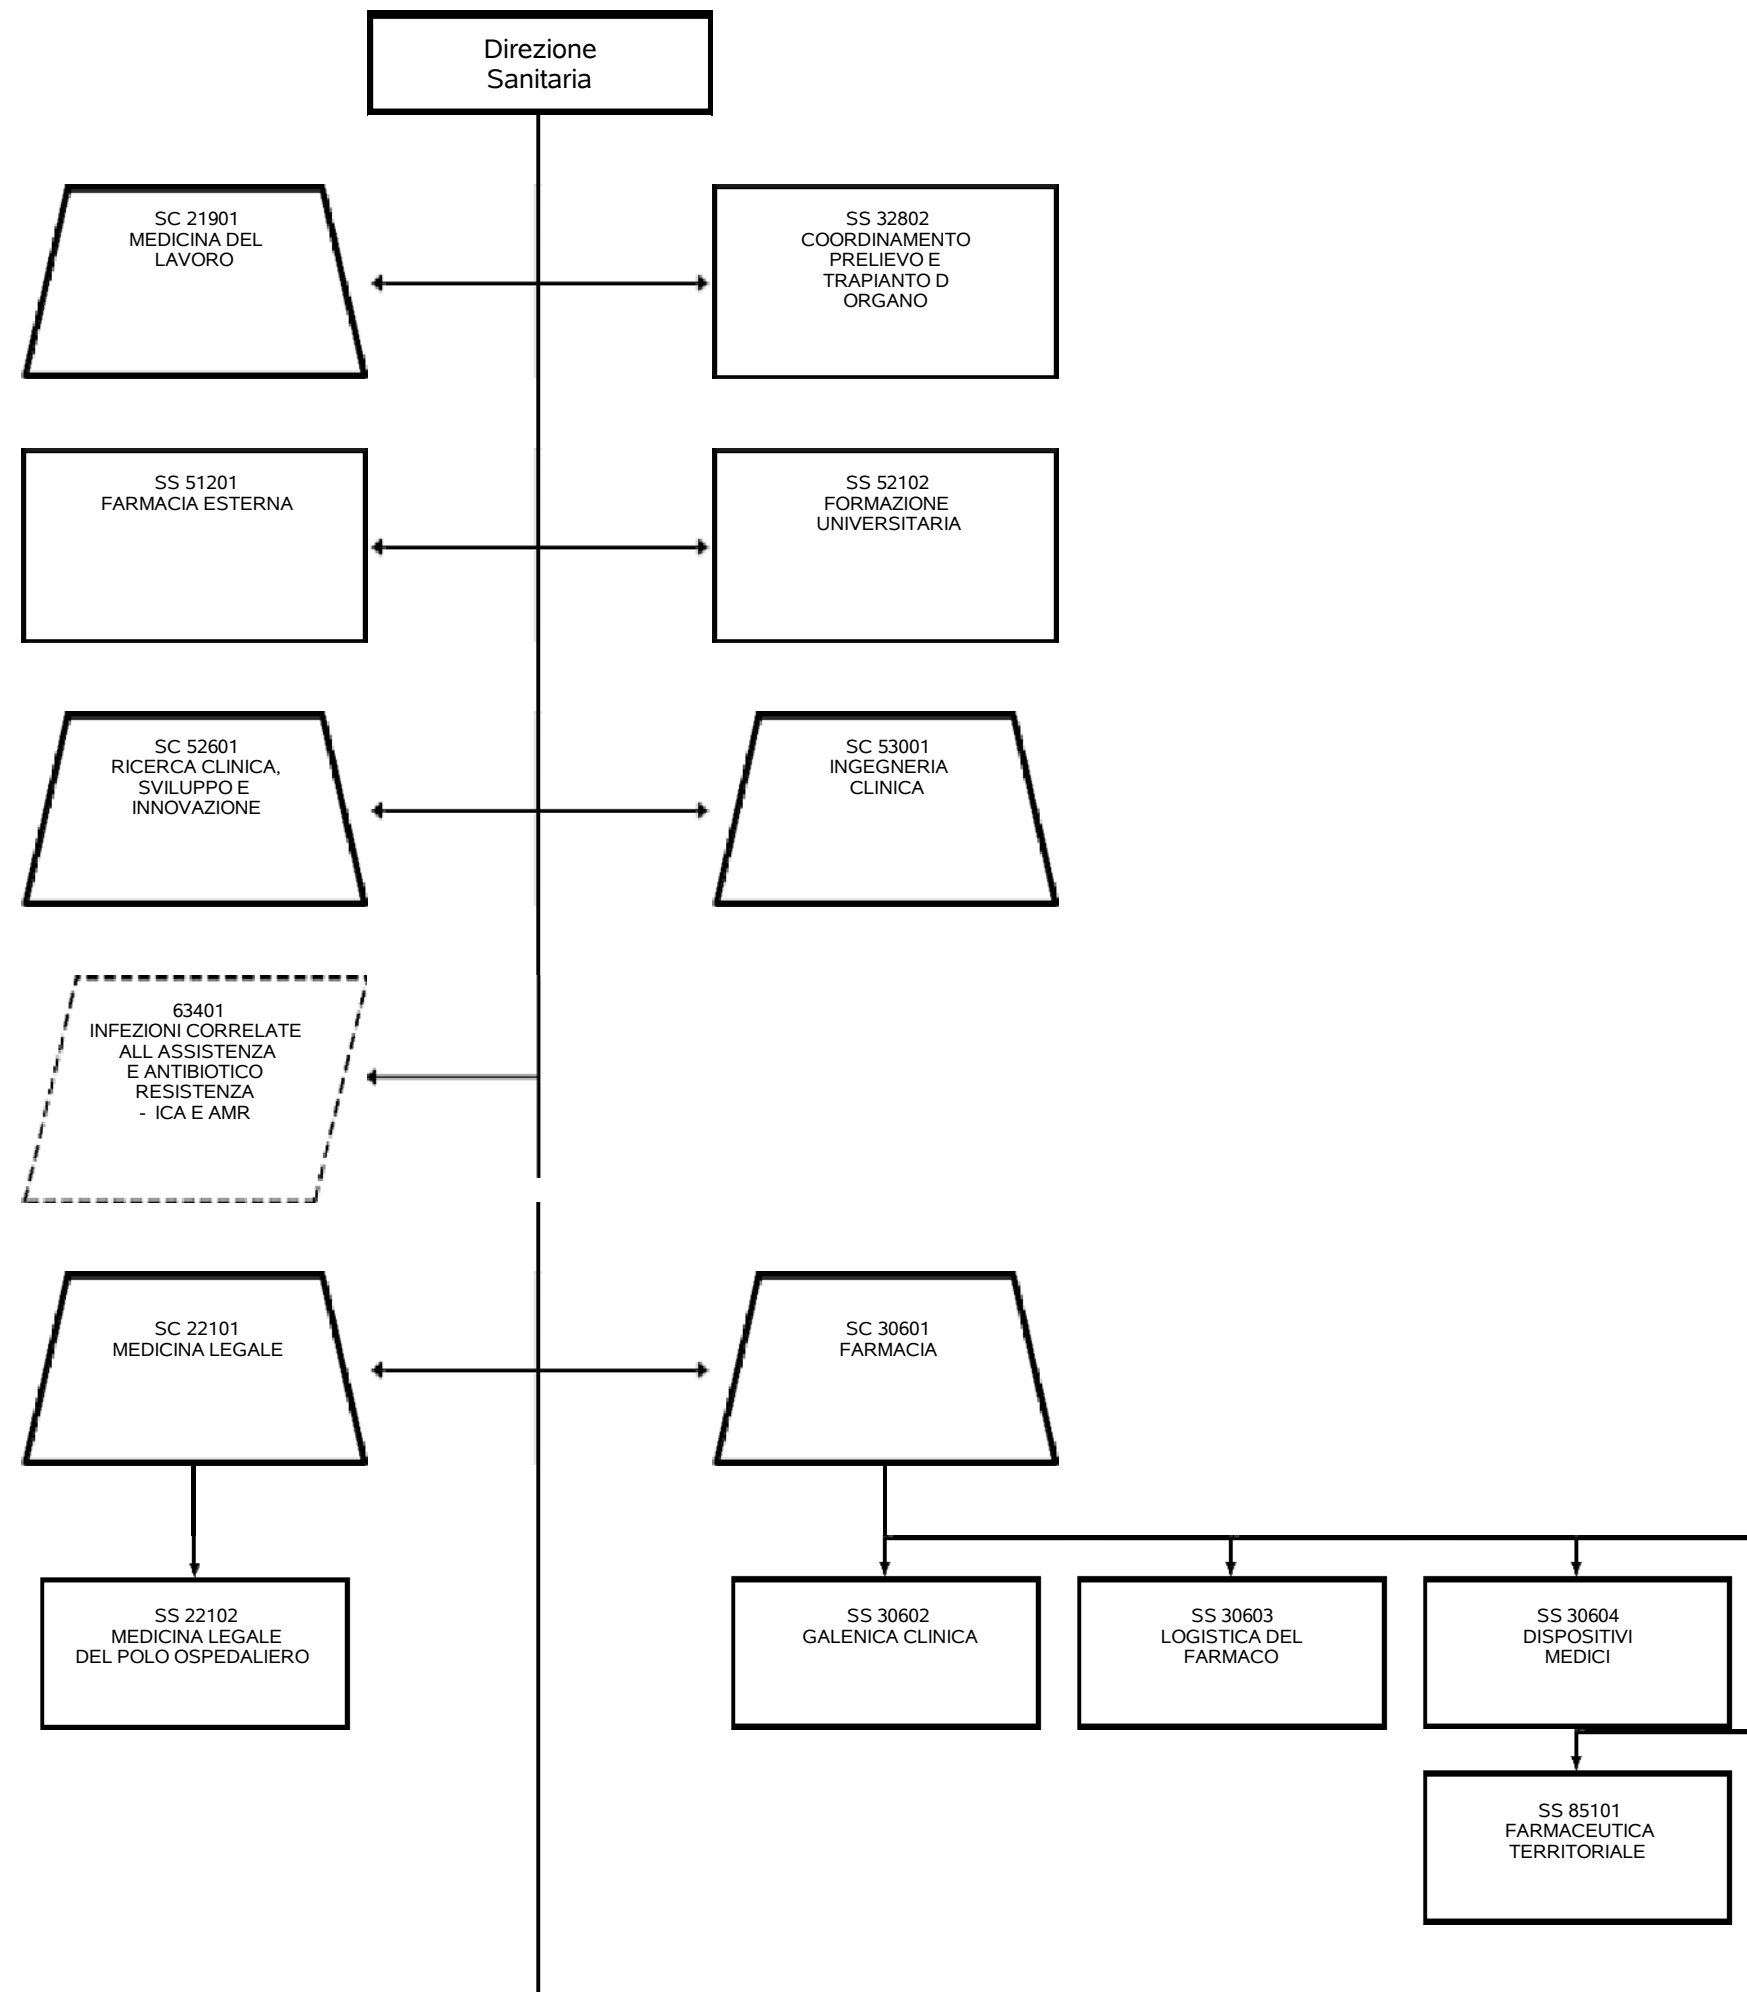 Direzione
Sanitaria
SC 21901
MEDICINA DEL
LAVORO
SS 32802
COORDINAMENTO
PRELIEVO E
TRAPIANTO D
ORGANO
SS 51201
FARMACIA ESTERNA
SS 52102
FORMAZIONE
UNIVERSITARIA
SC 52601
RICERCA CLINICA,
SVILUPPO E
INNOVAZIONE
SC 53001
INGEGNERIA
CLINICA
63401
INFEZIONI CORRELATE
ALL ASSISTENZA
E ANTIBIOTICO
RESISTENZA
- ICA E AMR
SC 22101
MEDICINA LEGALE
SC 30601
FARMACIA
SS 22102
MEDICINA LEGALE
DEL POLO OSPEDALIERO
SS 30602
GALENICA CLINICA
SS 30603
LOGISTICA DEL
FARMACO
SS 30604
DISPOSITIVI
MEDICI
SS 85101
FARMACEUTICA
TERRITORIALE